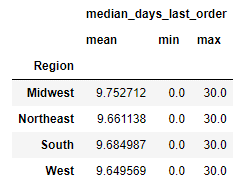 median_days_last_order
mean min max
Region
Midwest 9.752712 0.0 30.0
Northeast 9.661138 0.0 30.0
South 9.684987 0.0 30.0
West 9.649569 0.0 30.0